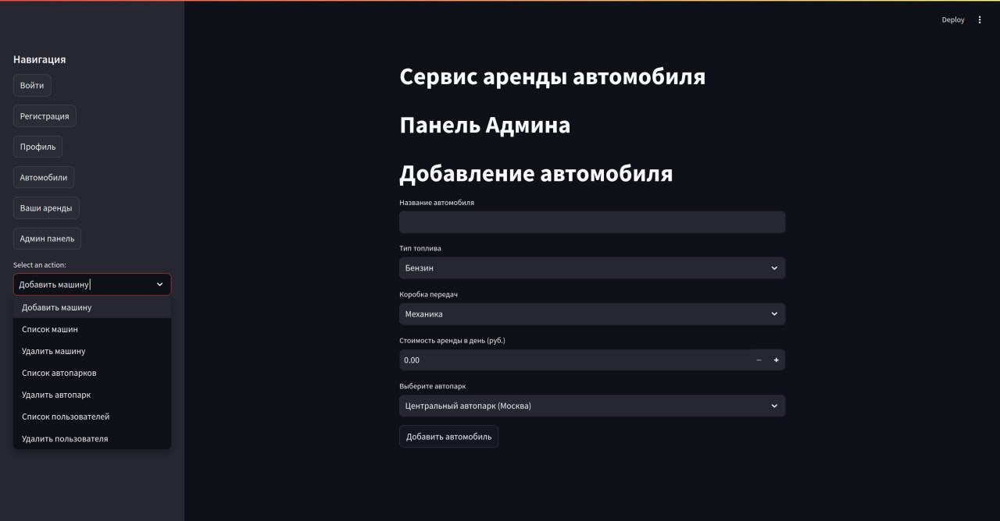 Deploy
Навигация
Войти
Регистрация
Профиль
Автомобили
Ваши аренды
Админ панель
Select an action:
Добавить машину
Добавить машину
Список машин
Удалить машину
Список автопарков
Удалить автопарк
Список пользователей
Удалить пользователя
Сервис аренды автомобиля
Панель Админа
Добавление автомобиля
Название автомобиля
Тип топлива
Бензин
Коробка передач
Механика
Стоимость аренды в день (руб.)
0.00
Выберите автопарк
Центральный автопарк (Москва)
Добавить автомобиль